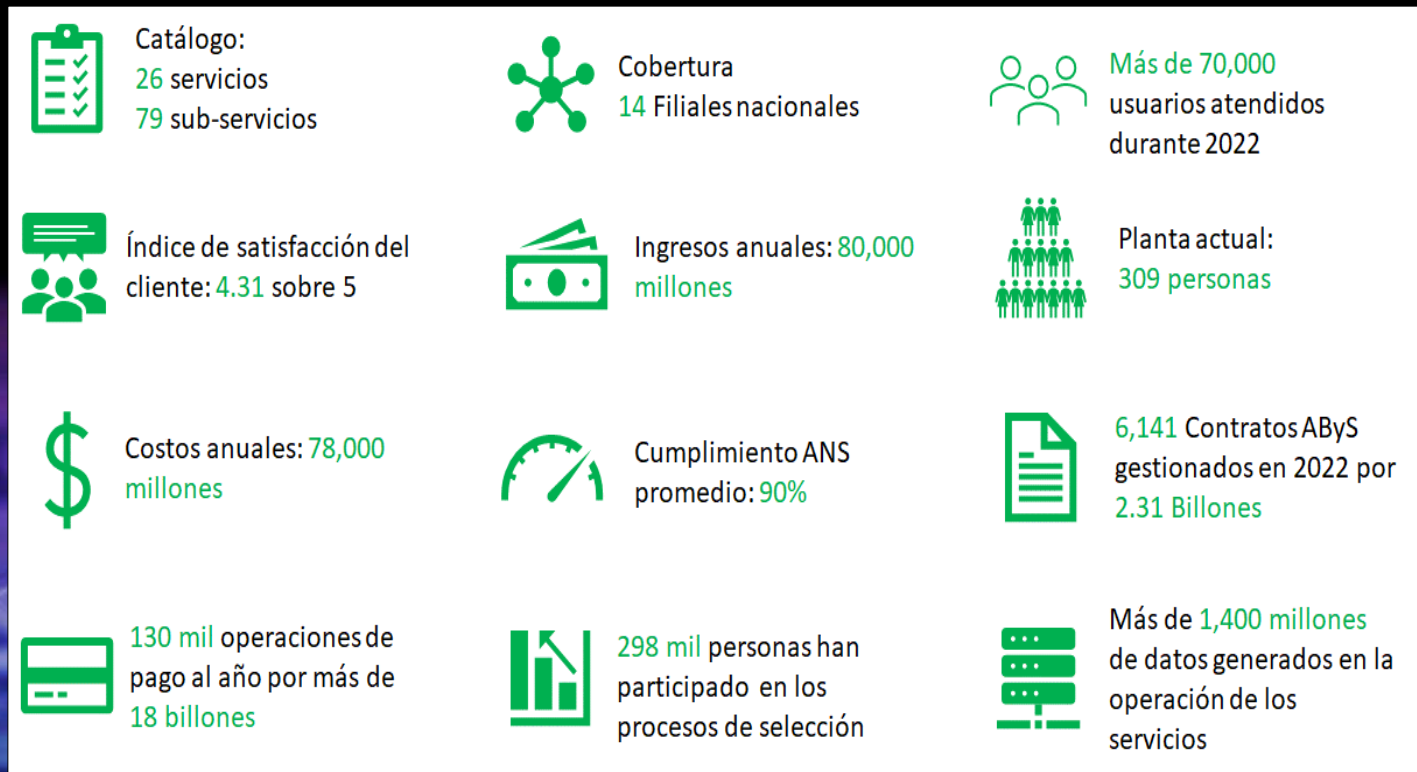 Catálogo:
26 servicios
79 sub-servicios
Cobertura
14 Filiales nacionales
Más de 70,000
usuarios atendidos
durante 2022
Índice de satisfacción del
cliente: 4.31 sobre 5
Ingresos anuales: 80,000
millones
Planta actual:
309 personas
Costos anuales: 78,000
millones
Cumplimiento ANS
promedio: 90%
6,141 Contratos AByS
gestionados en 2022 por
2.31 Billones
130 mil operaciones de
pago al año por más de
18 billones
298 mil personas han
participado en los
procesos de selección
Más de 1,400 millones
de datos generados en la
operación de los
servicios